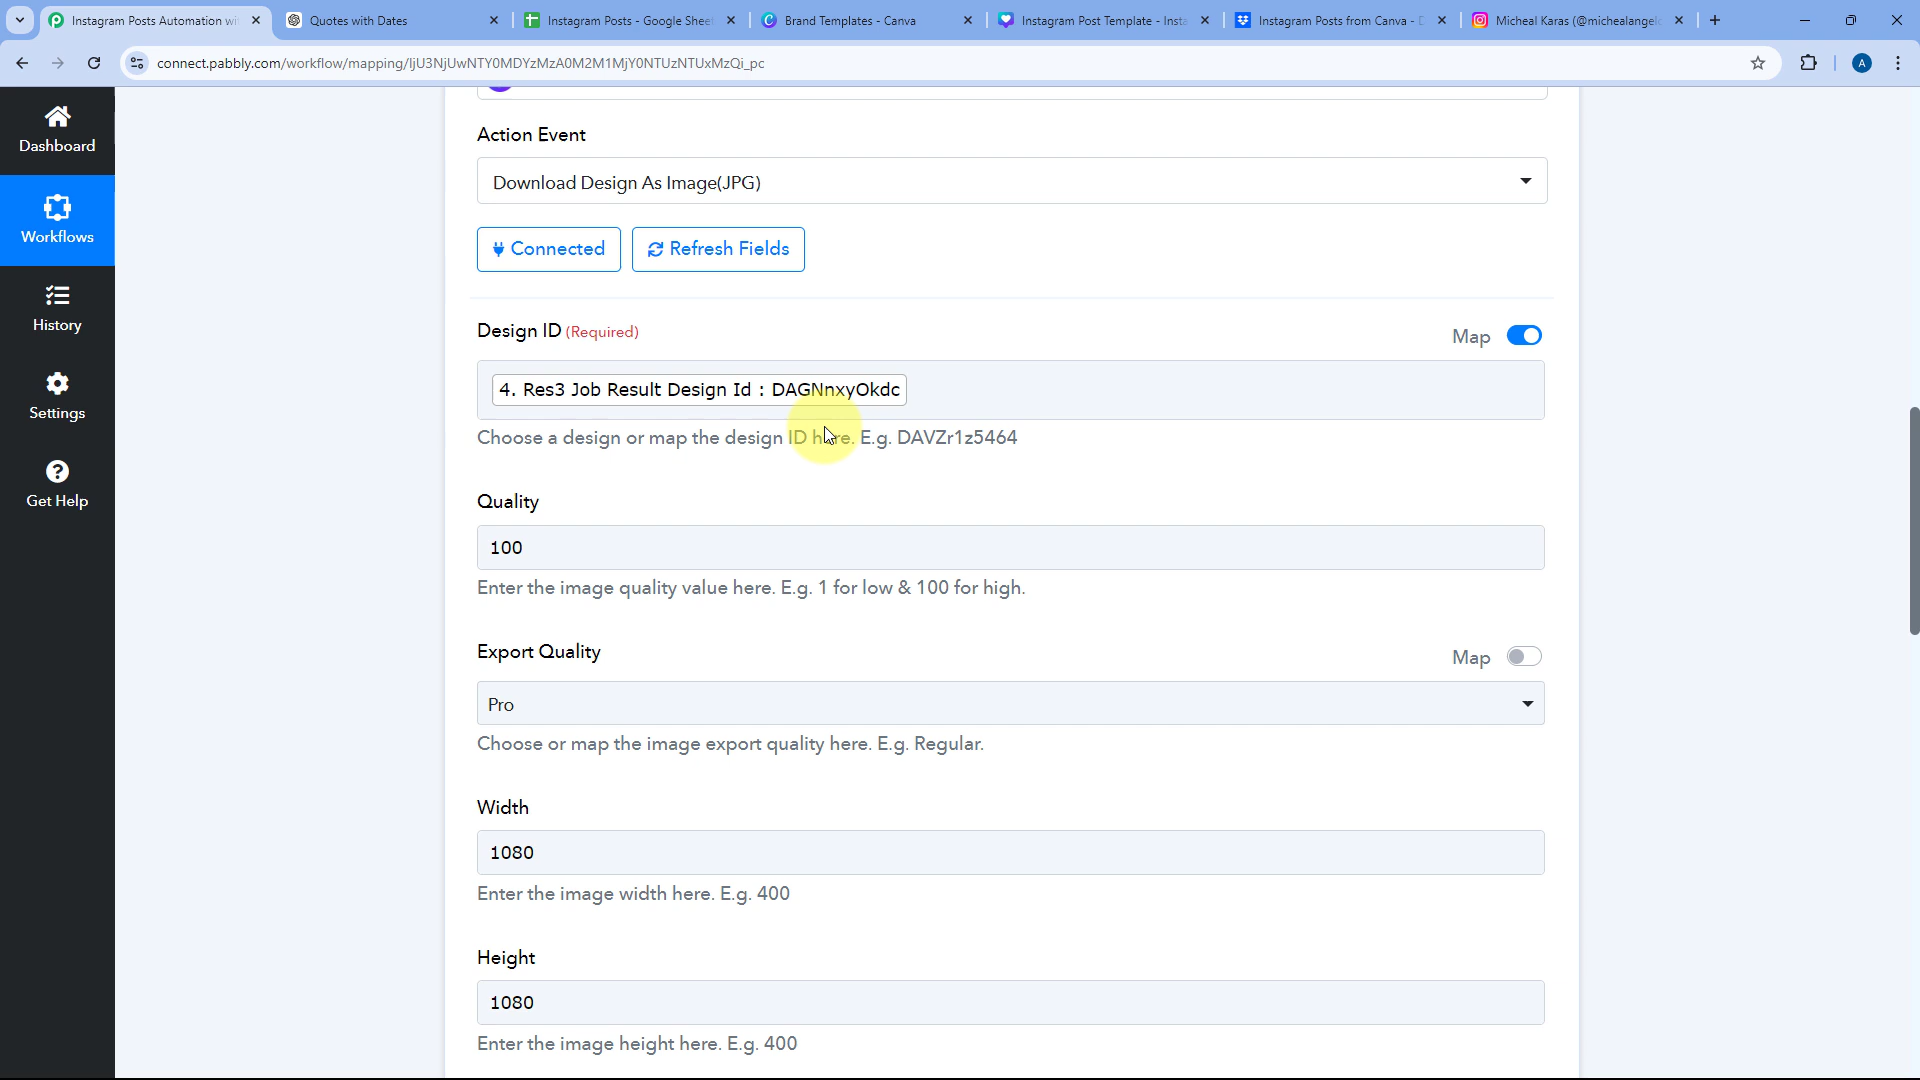 Instagram Posts Automation wi
Quotes with Dates
Instagram Posts - Google Sheet
Brand Templates - Canva
Instagram Post Template - Insta
Instagram Posts from Canva - D
Micheal Karas (@michealangelo
connect.pabbly.com/workflow/mapping/IjU3NjUwNTY0MDYzMzA0M2M1MjY0NTUzNTUxMzQi_pc
A
Dashboard
Workflows
History
Settings
Get Help
Action Event
Download Design As Image(JPG)
Connected
Refresh Fields
Design ID (Required)
Map
4. Res3 Job Result Design Id : DAGNnxyOkdc
Choose a design or map the design ID here. E.g. DAVZr1z5464
Quality
100
Enter the image quality value here. E.g. 1 for low & 100 for high.
Export Quality
Map
Pro
Choose or map the image export quality here. E.g. Regular.
Width
1080
Enter the image width here. E.g. 400
Height
1080
Enter the image height here. E.g. 400